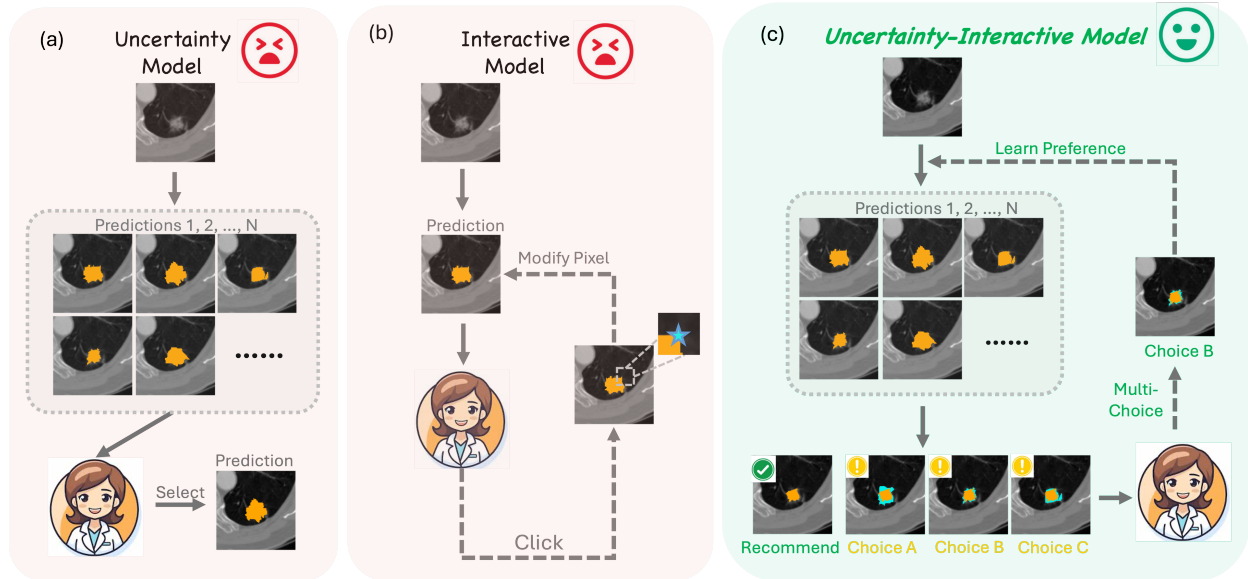 (a)
Uncertainty
Model
Predictions 1, 2, ..., N
......
Select
Prediction
(b)
Interactive
Model
Prediction
Modify Pixel
Click
(c)
Uncertainty-Interactive Model
Learn Preference
Predictions 1, 2, ..., N
......
Choice B
Multi-
Choice
Recommend
Choice A
Choice B
Choice C